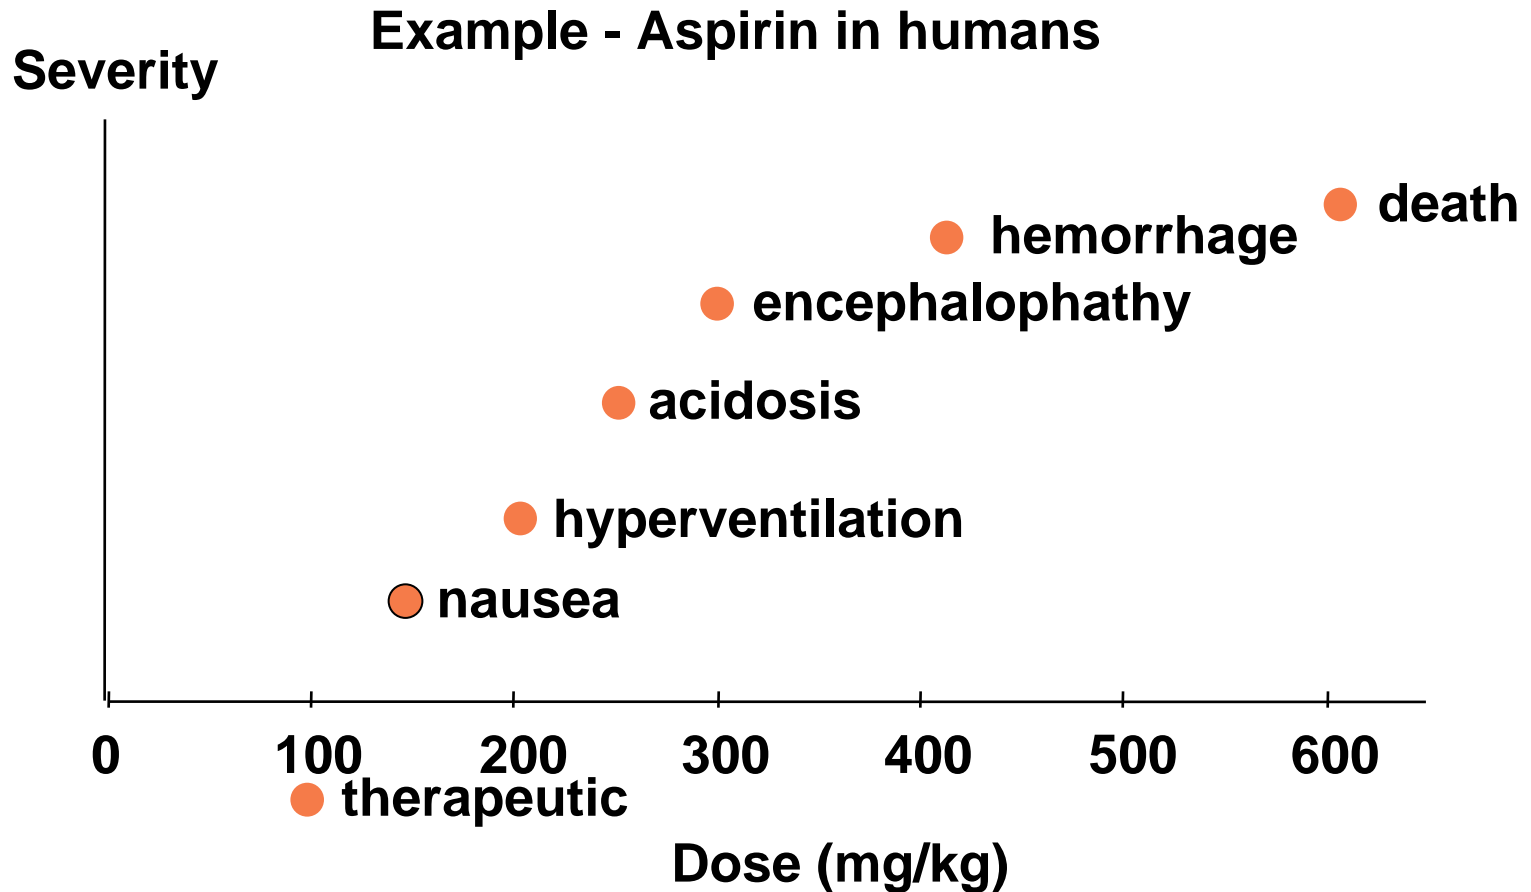 Example - Aspirin in humans
Severity
death
hemorrhage
encephalophathy
acidosis
hyperventilation
nausea
0 100 200 300 400 500 600
therapeutic
Dose (mg/kg)